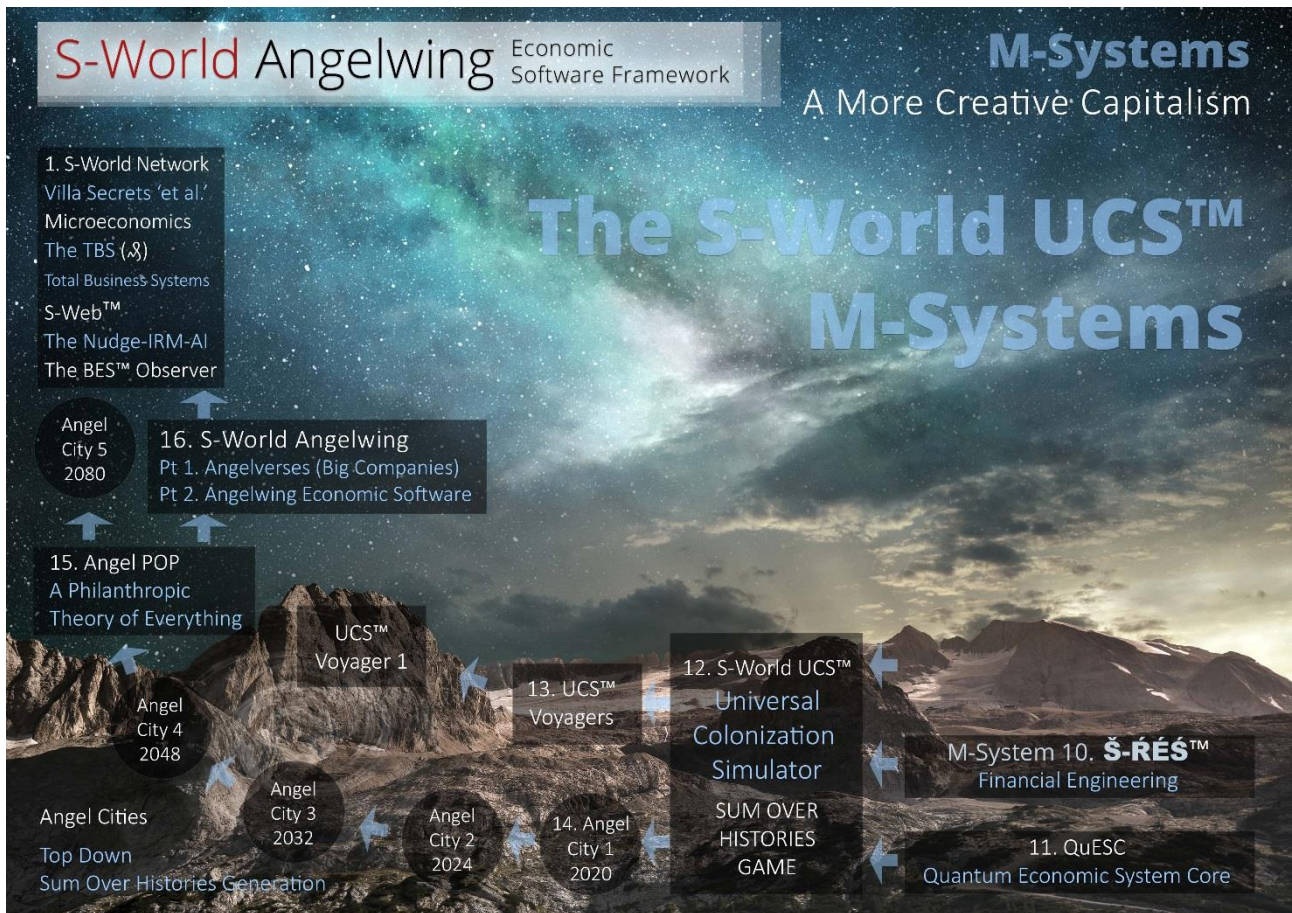 S-World Angelwing
Economic
Software Framework
M-Systems
A More Creative Capitalism
The S-World UCS™
M-Systems
1. S-World Network
Villa Secrets ‘et al.’
Microeconomics
The TBS
Total Business Systems
S-Web™
The Nudge-IRM-AI
The BES™ Observer
Angel
City 5
2080
16. S-World Angelwing
Pt 1. Angelverses (Big Companies)
Pt 2. Angelwing Economic Software
15. Angel POP
A Philanthropic
Theory of Everything
UCS™
Voyager 1
13. UCS™
Voyagers
12. S-World UCS™
Universal
Colonization
Simulator
SUM OVER
HISTORIES
GAME
M-System 10. Š-ŔÉŚ™
Financial Engineering
11. QuESC
Quantum Economic System Core
14. Angel
City 1
2020
Angel
City 2
2024
Angel
City 3
2032
Angel
City 4
2048
Angel Cities
Top Down
Sum Over Histories Generation